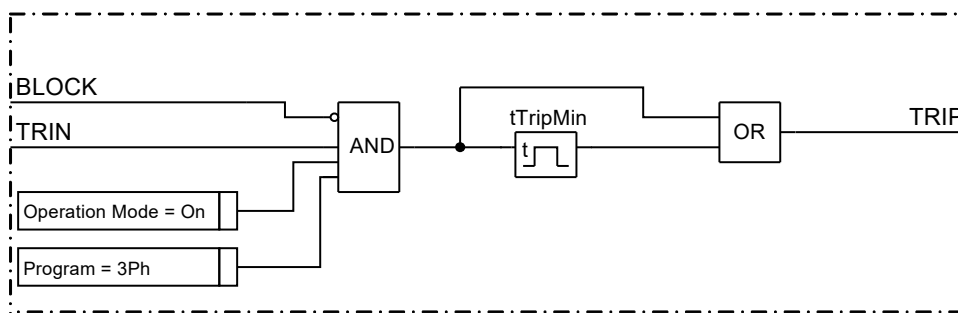 BLOCK
TRIN
AND
tTripMin
t
OR
TRIP
Operation Mode = On
Program = 3Ph